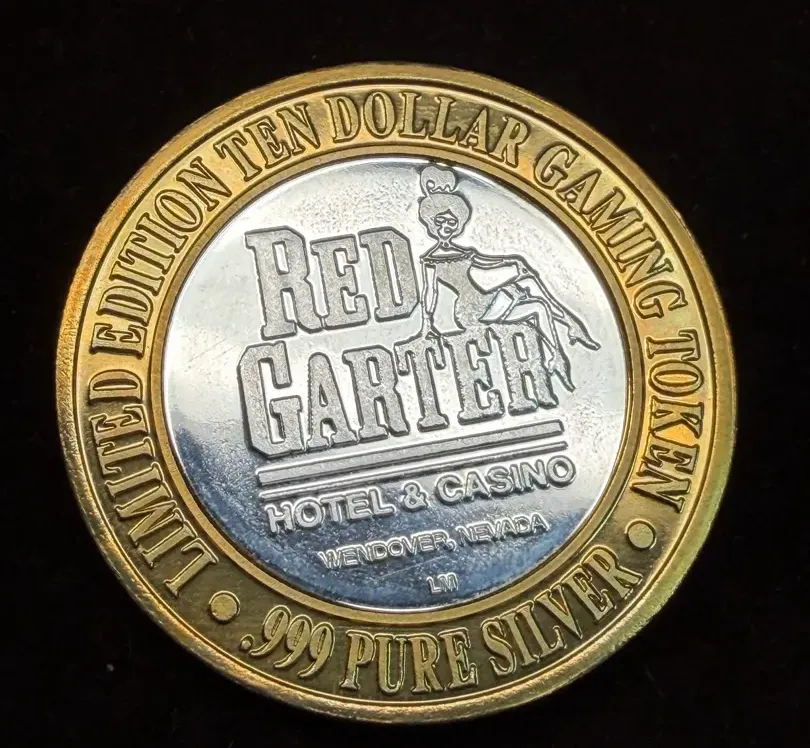 LIMITED EDITION TEN DOLLAR GAMING TOKEN
RED
GARTER
HOTEL & CASINO
WENDOVER, NEVADA
LM
.999 PURE SILVER